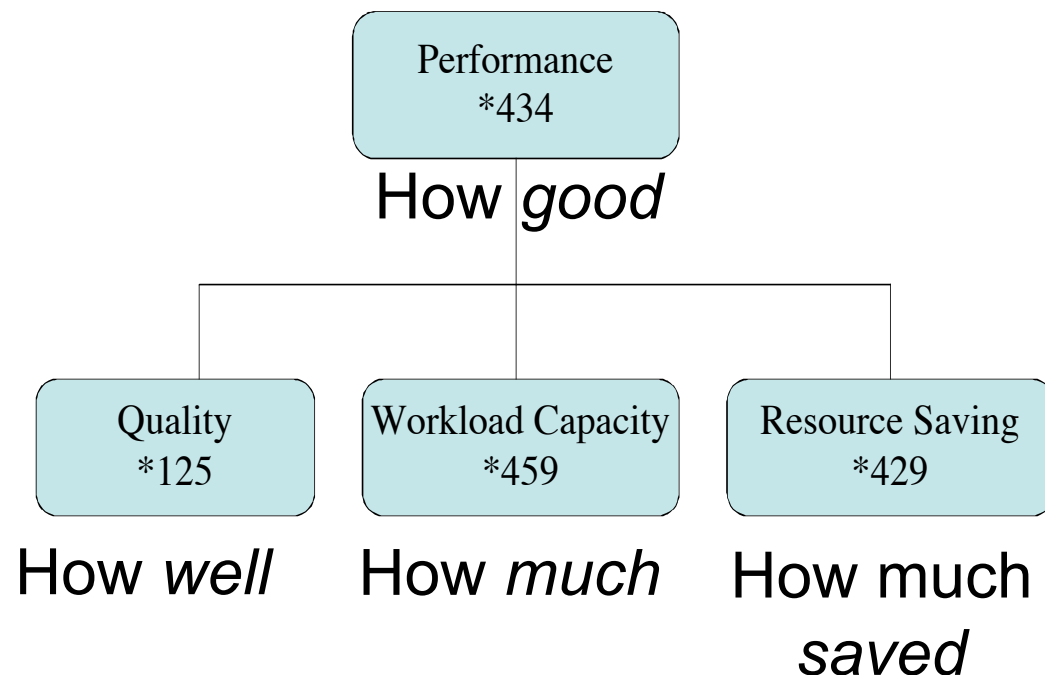 Performance
*434
How good
Quality
*125
How well
Workload Capacity
*459
How much
Resource Saving
*429
How much
saved